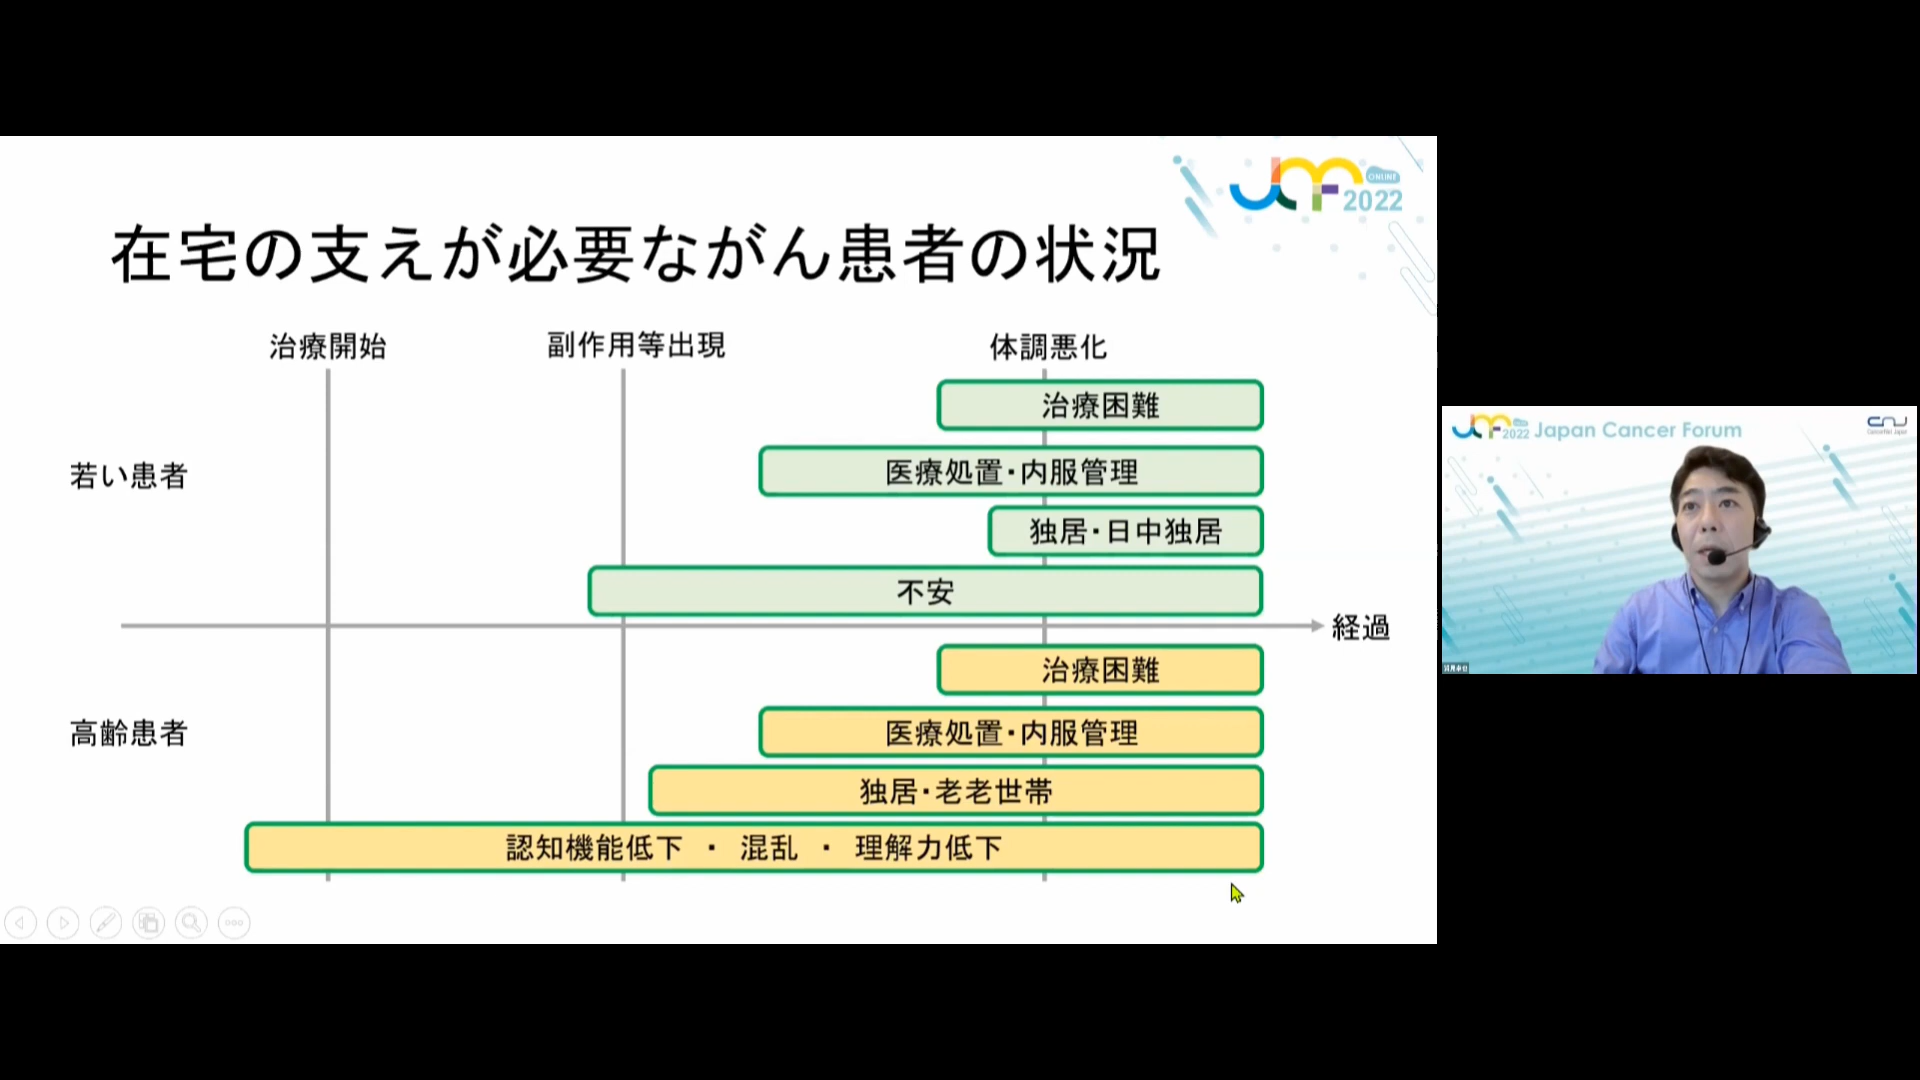 ONLINE
2022
在宅の支えが必要ながん患者の状況
治療開始
副作用等出現
体調悪化
若い患者
治療困難
医療処置・内服管理
独居・日中独居
不安
経過
高齢患者
治療困難
医療処置・内服管理
独居・老老世帯
認知機能低下 ・ 混乱 ・ 理解力低下
2022 Japan Cancer Forum
CancerNet Japan